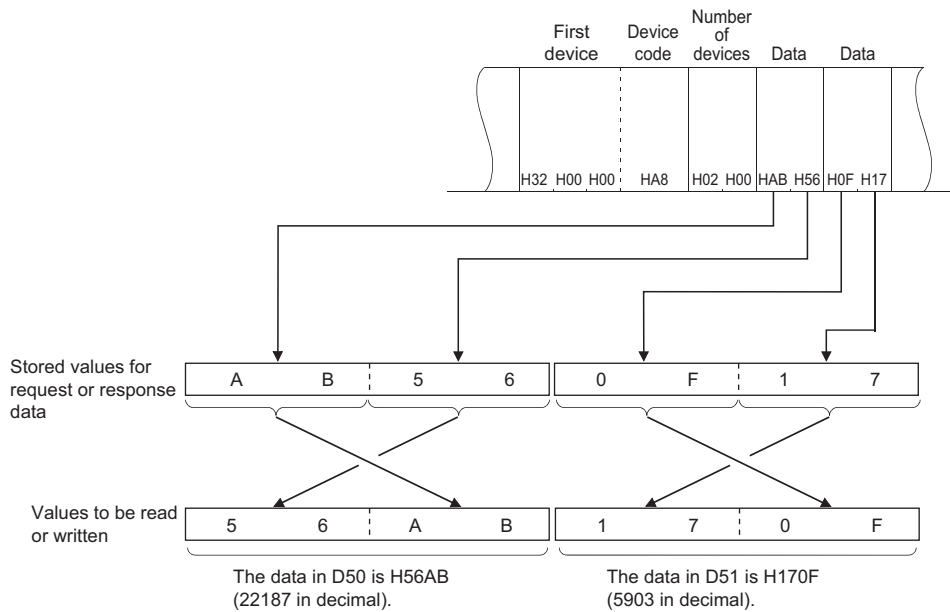 First device
Device code
Number of devices
Data
Data
H32 H00 H00 HA8 H02 H00 HAB H56 H0F H17
Stored values for
request or response
data
A B 5 6 0 F 1 7
Values to be read
or written
5 6 A B 1 7 0 F
The data in D50 is H56AB
(22187 in decimal).
The data in D51 is H170F
(5903 in decimal).